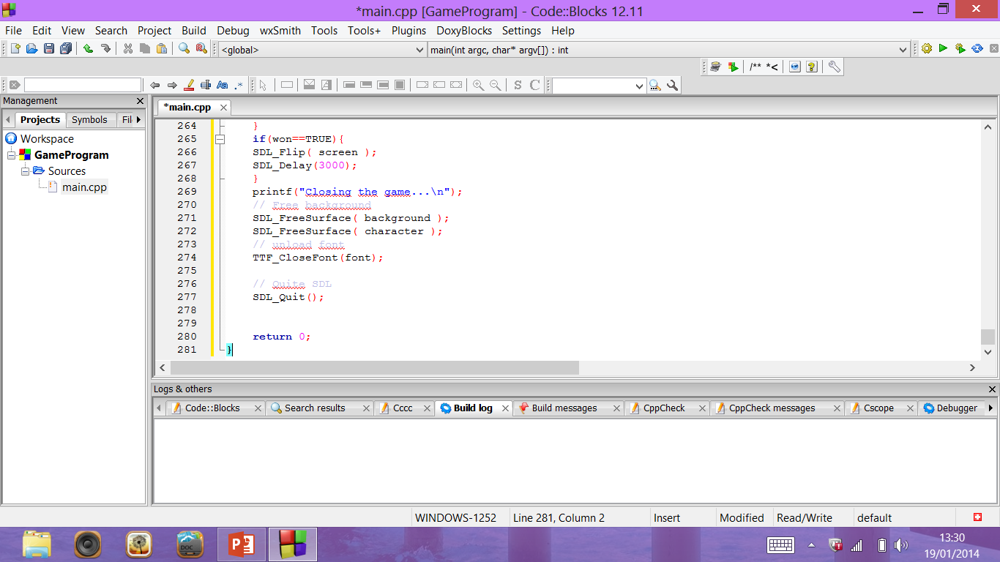 *main.cpp [GameProgram] - Code::Blocks 12.11
File Edit View Search Project Build Debug wxSmith Tools Tools+ Plugins DoxyBlocks Settings Help
<global> main(int argc, char* argv[]) : int
/** *<
Aa .* S C
Management
Projects Symbols Fil
Workspace
GameProgram
Sources
main.cpp
*main.cpp
264 }
265 if(won==TRUE){
266 SDL_Flip( screen );
267 SDL_Delay(3000);
268 }
269 printf("Closing the game...\n");
270 // Free background
271 SDL_FreeSurface( background );
272 SDL_FreeSurface( character );
273 // unload font
274 TTF_CloseFont(font);
275
276 // Quite SDL
277 SDL_Quit();
278
279
280 return 0;
281 }
Logs & others
Code::Blocks Search results Cccc Build log Build messages CppCheck CppCheck messages Cscope Debugger
WINDOWS-1252 Line 281, Column 2 Insert Modified Read/Write default
DOC P
13:30
19/01/2014